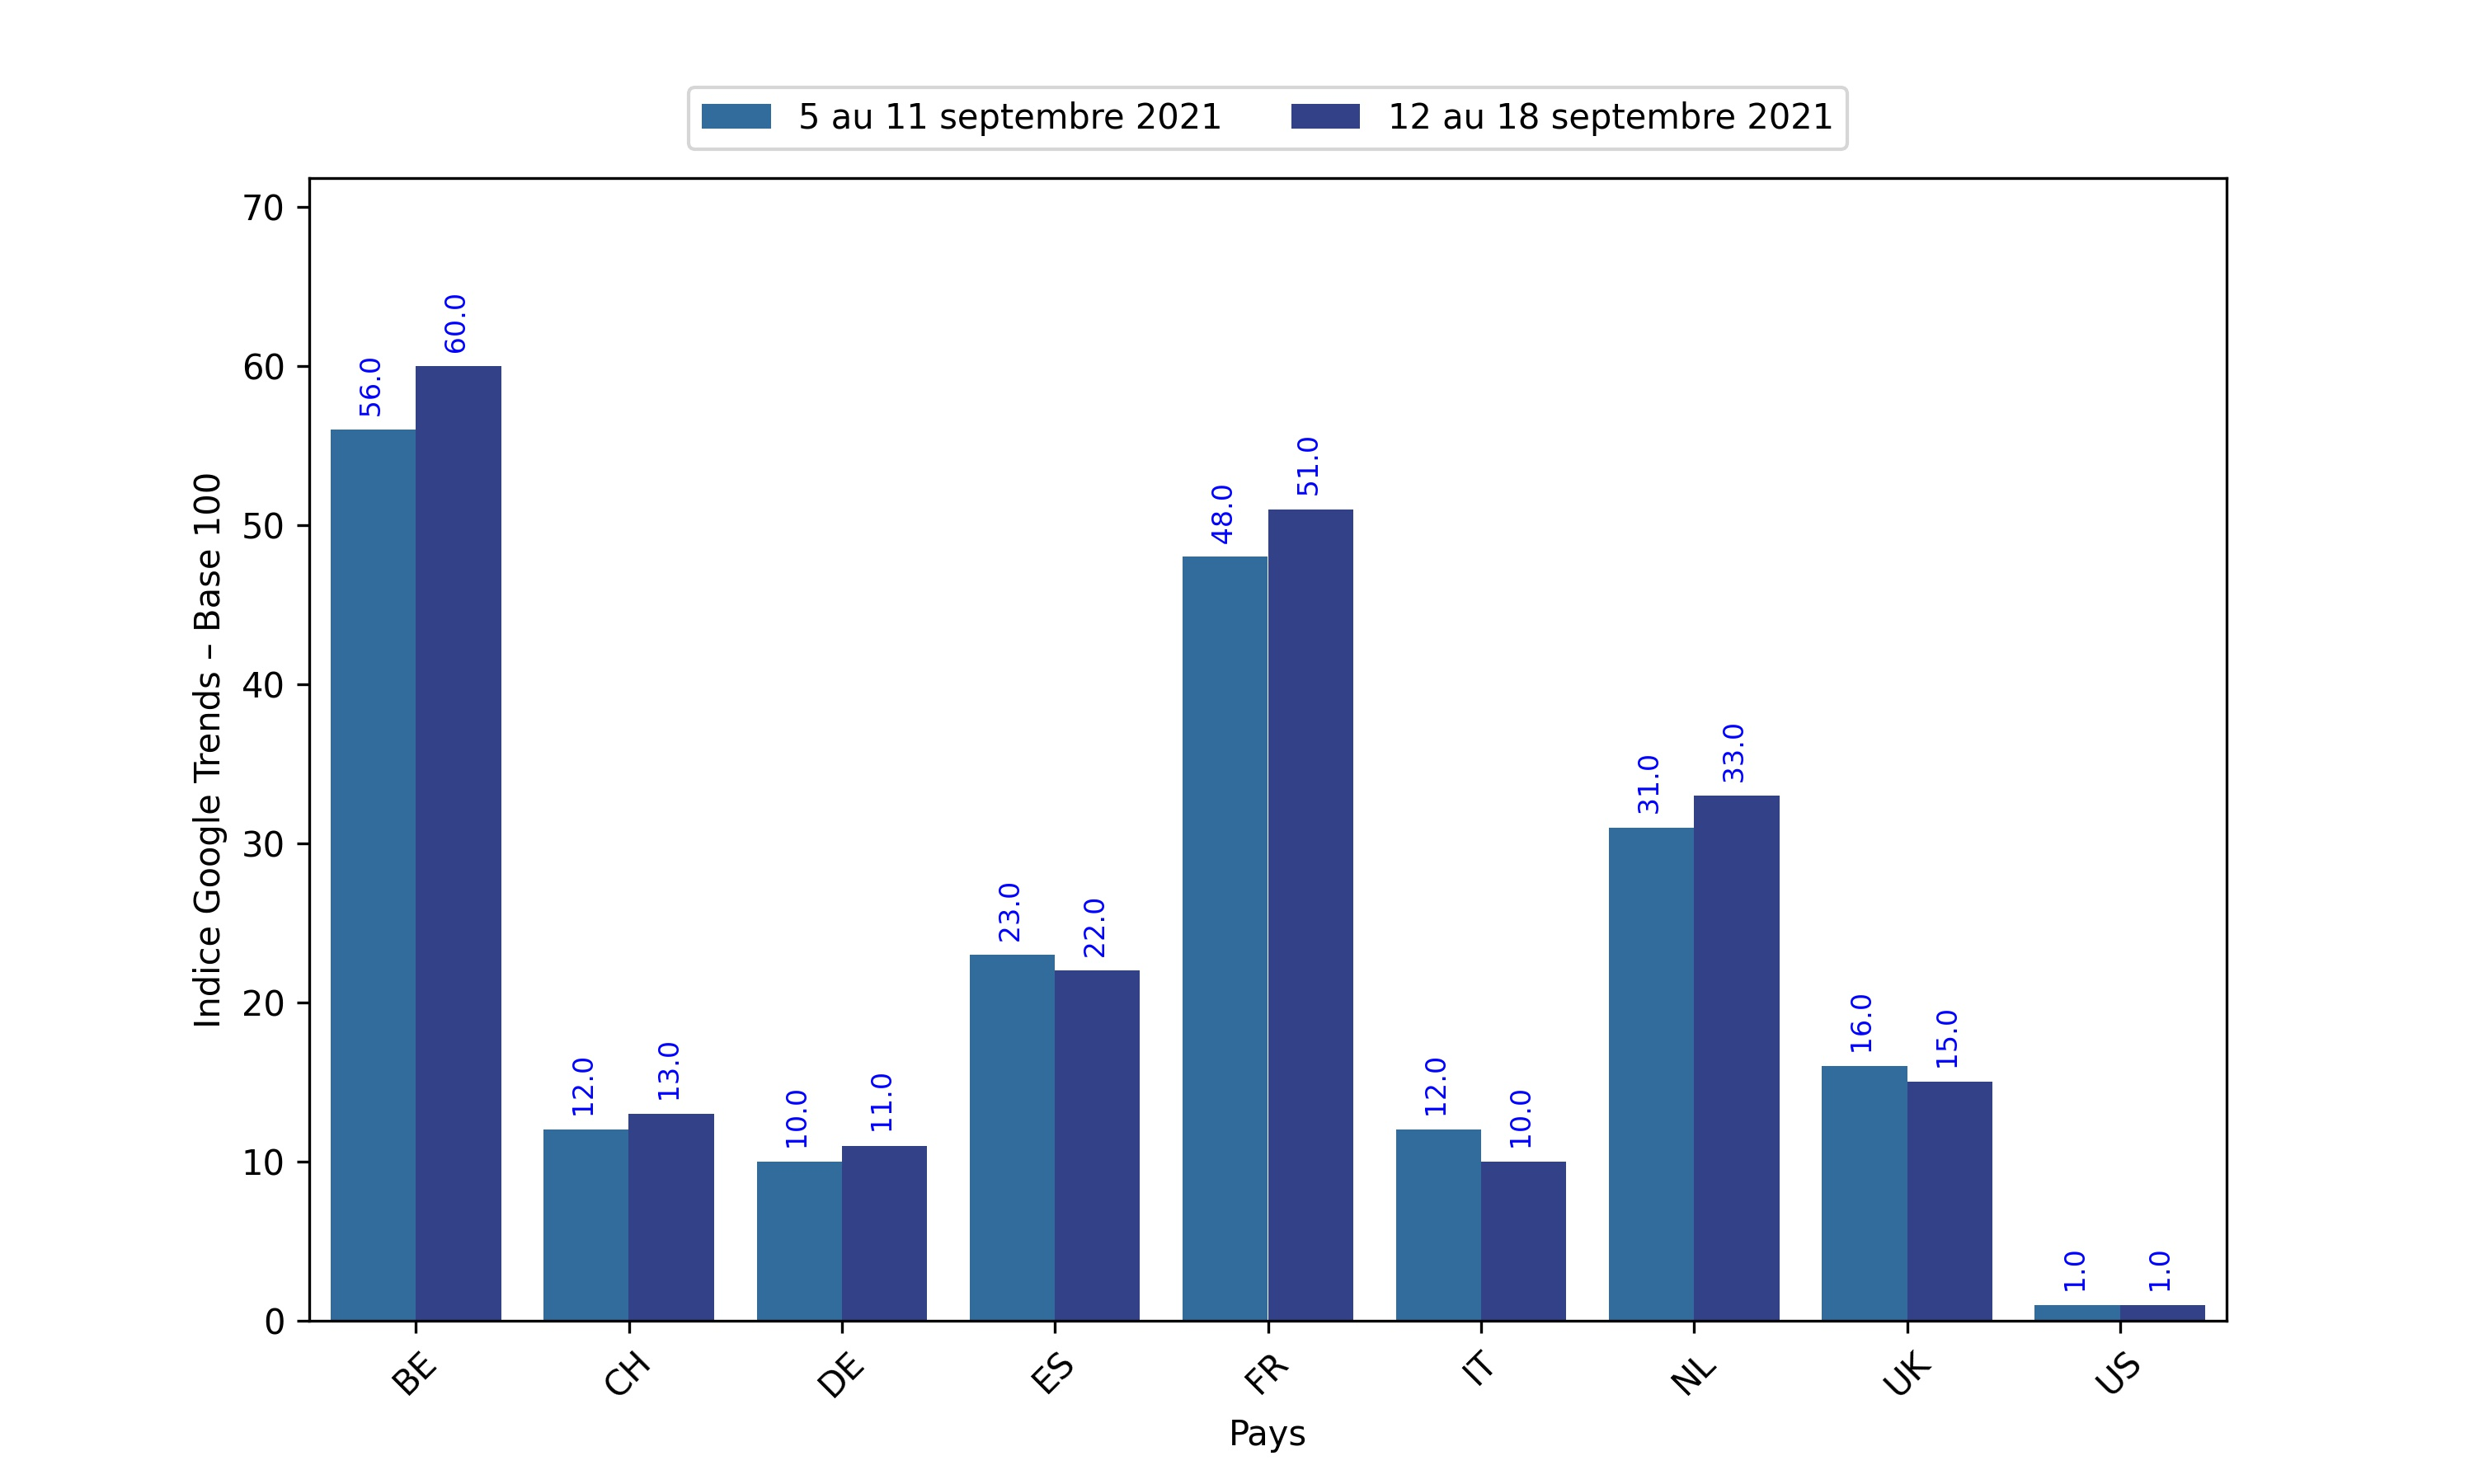 5 au 11 septembre 2021
12 au 18 septembre 2021
Indice Google Trends – Base 100
70
60
50
40
30
20
10
0
56.0
60.0
12.0
13.0
10.0
11.0
23.0
22.0
48.0
51.0
12.0
10.0
31.0
33.0
16.0
15.0
1.0
1.0
BE
CH
DE
ES
FR
IT
NL
UK
US
Pays